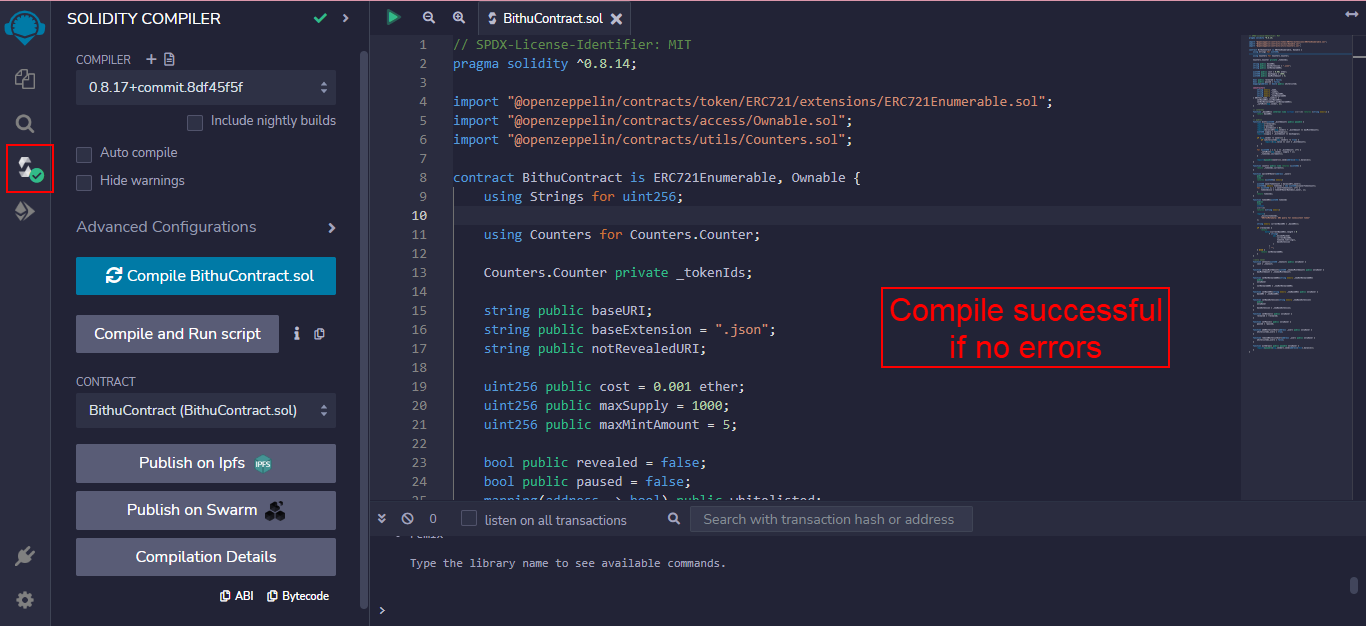 SOLIDITY COMPILER
COMPILER
0.8.17+commit.8df45f5f
Include nightly builds
Auto compile
Hide warnings
Advanced Configurations
Compile BithuContract.sol
Compile and Run script
CONTRACT
BithuContract (BithuContract.sol)
Publish on Ipfs IPFS
Publish on Swarm
Compilation Details
ABI Bytecode
BithuContract.sol
1 // SPDX-License-Identifier: MIT
2 pragma solidity ^0.8.14;
3
4 import "@openzeppelin/contracts/token/ERC721/extensions/ERC721Enumerable.sol";
5 import "@openzeppelin/contracts/access/Ownable.sol";
6 import "@openzeppelin/contracts/utils/Counters.sol";
7
8 contract BithuContract is ERC721Enumerable, Ownable {
9 using Strings for uint256;
10
11 using Counters for Counters.Counter;
12
13 Counters.Counter private _tokenIds;
14
15 string public baseURI;
16 string public baseExtension = ".json";
17 string public notRevealedURI;
18
19 uint256 public cost = 0.001 ether;
20 uint256 public maxSupply = 1000;
21 uint256 public maxMintAmount = 5;
22
23 bool public revealed = false;
24 bool public paused = false;
25 mapping(address => bool) public whitelisted;
Compile successful
if no errors
0 listen on all transactions Search with transaction hash or address
remix
Type the library name to see available commands.
>